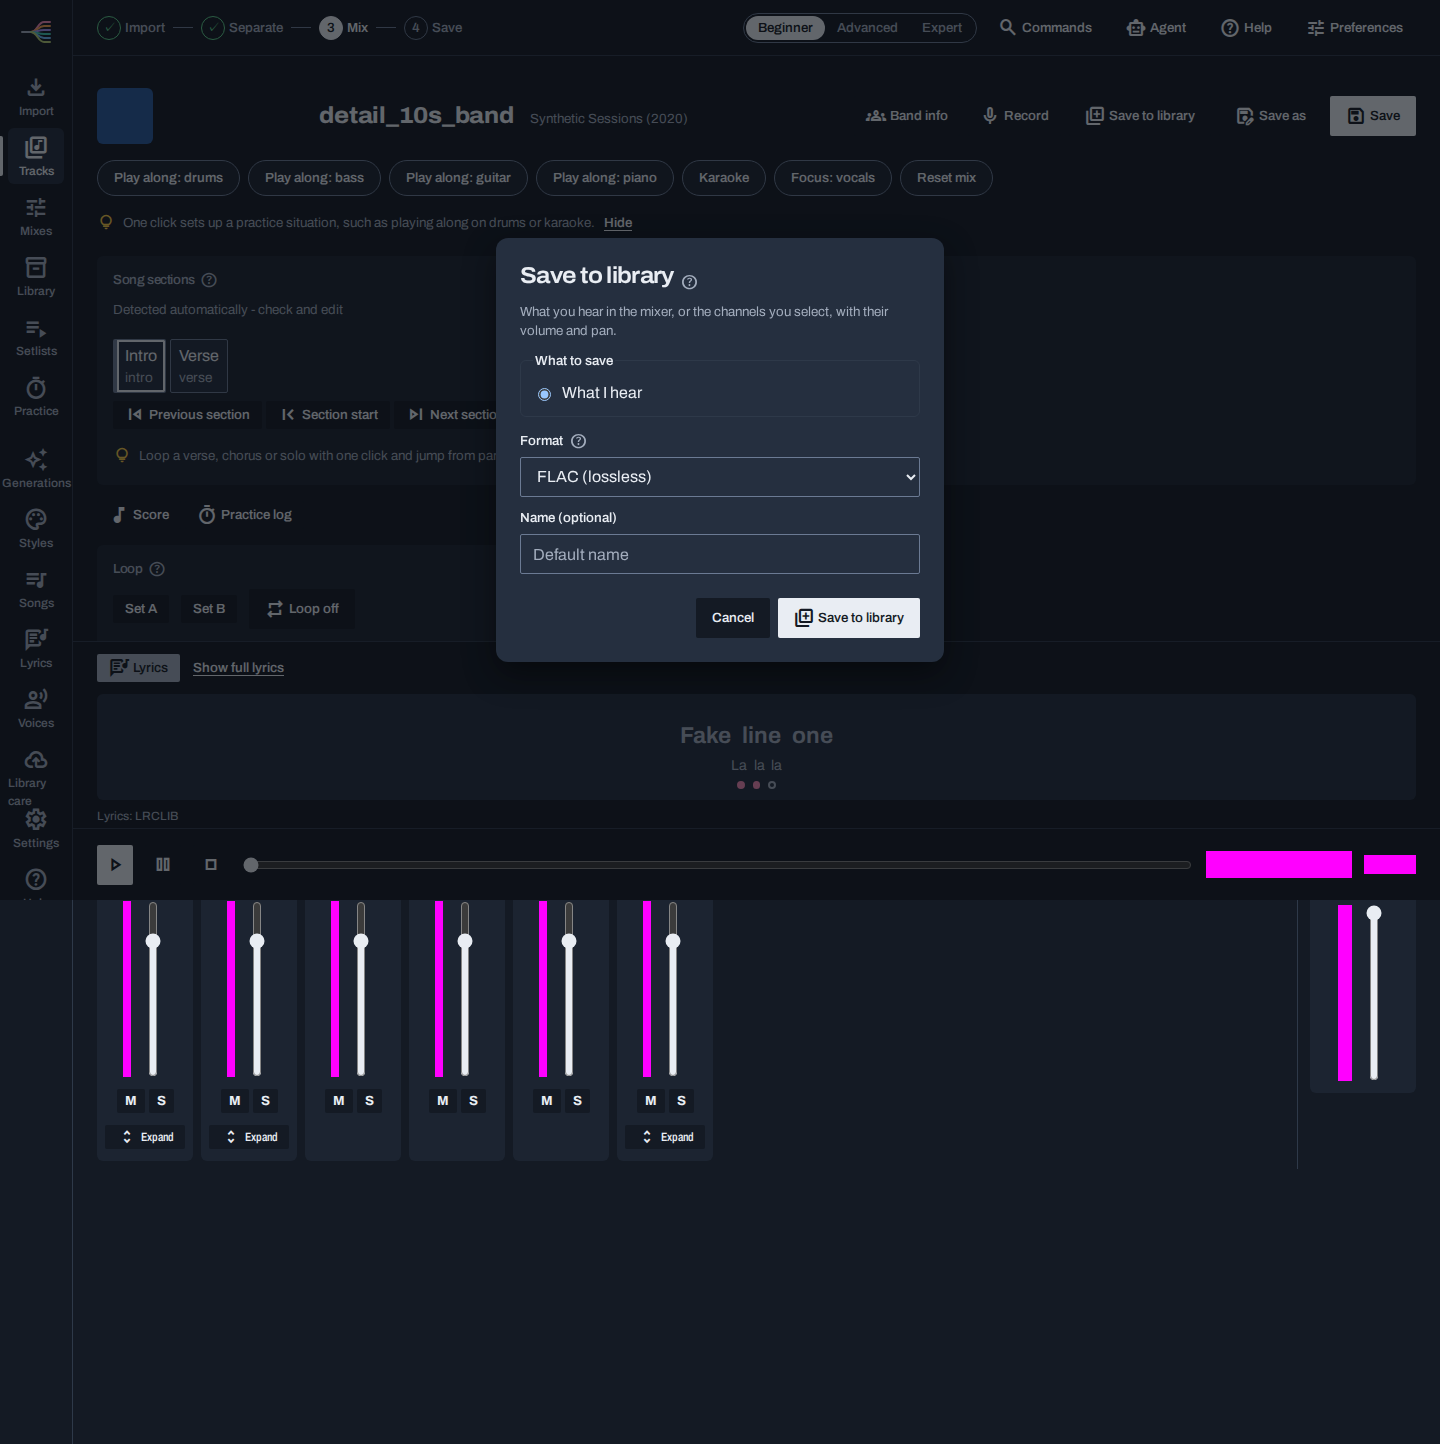 Import
Separate
3 Mix
4 Save
Beginner
Advanced
Expert
Commands
Agent
Help
Preferences
Import
Tracks
Mixes
Library
Setlists
Practice
Generations
Styles
Songs
Lyrics
Voices
Library care
Settings
detail_10s_band
Synthetic Sessions (2020)
Band info
Record
Save to library
Save as
Save
Play along: drums
Play along: bass
Play along: guitar
Play along: piano
Karaoke
Focus: vocals
Reset mix
One click sets up a practice situation, such as playing along on drums or karaoke. Hide
Song sections
Detected automatically - check and edit
Intro
intro
Verse
verse
Previous section
Section start
Next sectio
Loop a verse, chorus or solo with one click and jump from par
Score
Practice log
Loop
Set A
Set B
Loop off
Save to library
What you hear in the mixer, or the channels you select, with their
volume and pan.
What to save
What I hear
Format
FLAC (lossless)
Name (optional)
Default name
Cancel
Save to library
Lyrics
Show full lyrics
Fake line one
La la la
Lyrics: LRCLIB
M S
M S
M S
M S
M S
M S
Expand
Expand
Expand